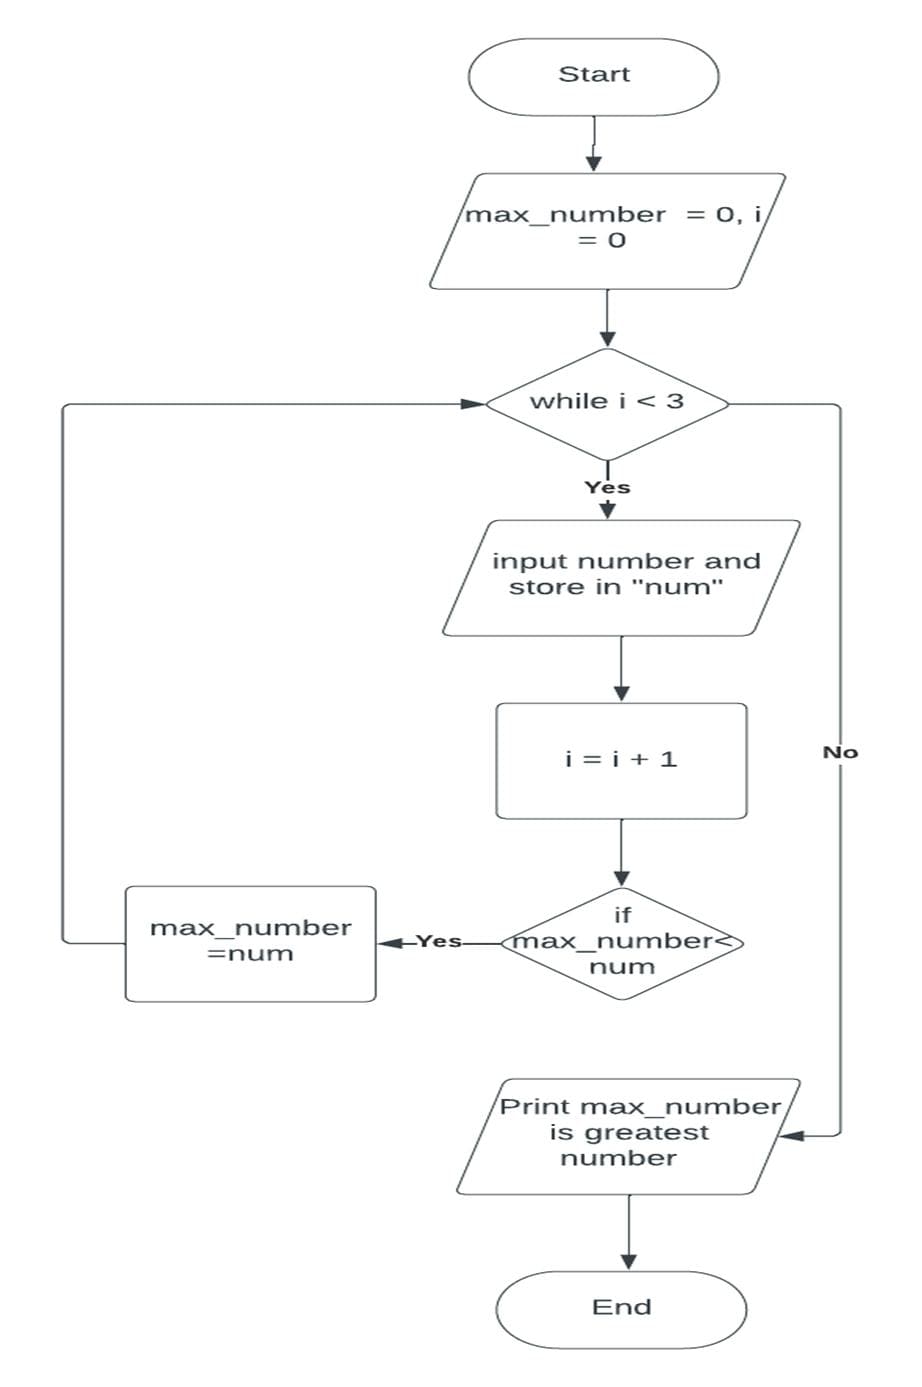 Start
max_number = 0, i
= 0
while i < 3
Yes
input number and
store in "num"
i = i + 1
No
if
max_number<
num
Yes
max_number
=num
Print max_number
is greatest
number
End